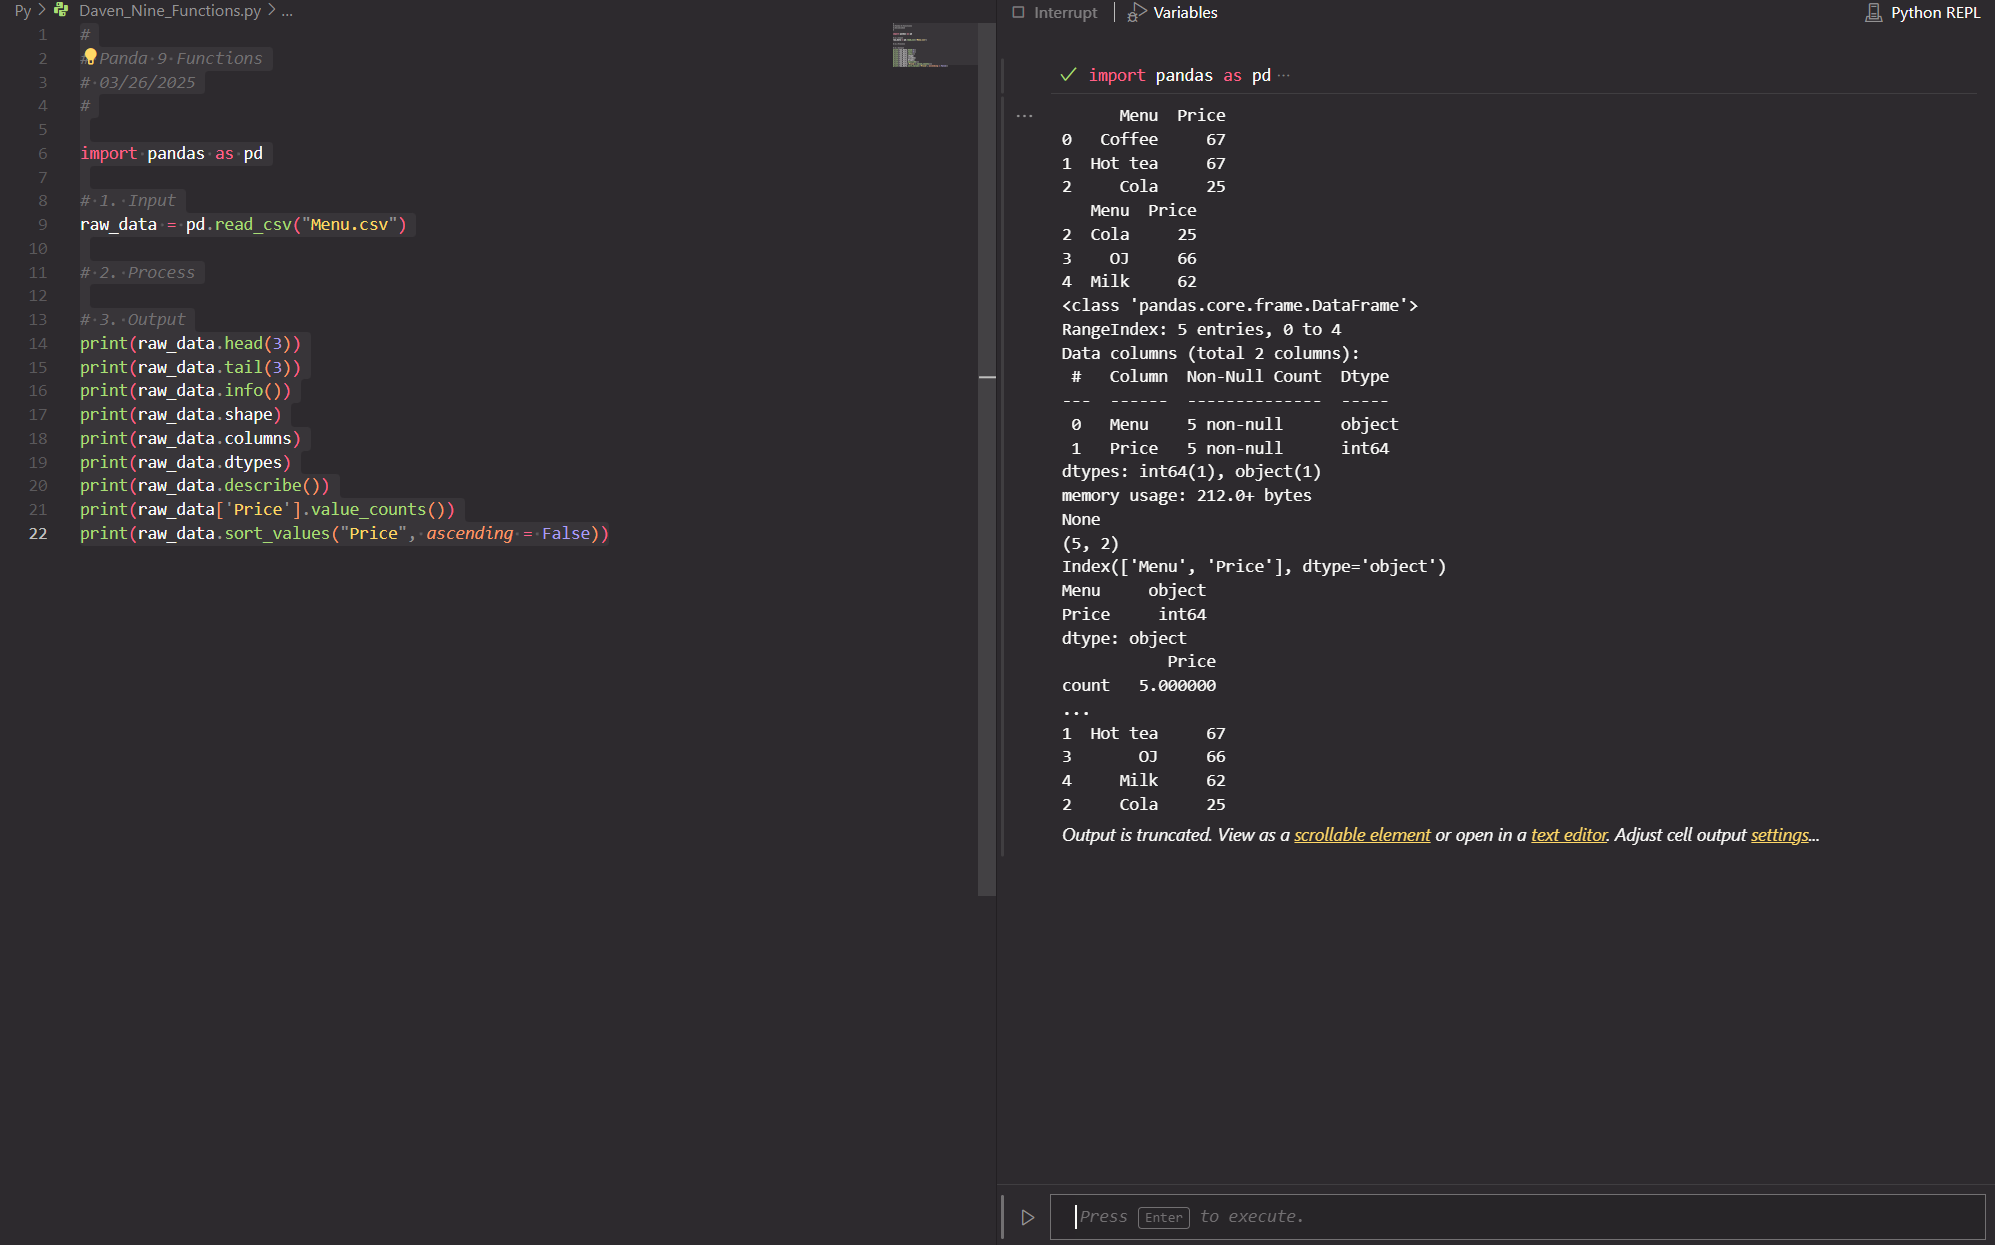 Py > Daven_Nine_Functions.py > ...
1 #
2 # Panda 9 Functions
3 # 03/26/2025
4 #
5
6 import pandas as pd
7
8 # 1. Input
9 raw_data = pd.read_csv("Menu.csv")
10
11 # 2. Process
12
13 # 3. Output
14 print(raw_data.head(3))
15 print(raw_data.tail(3))
16 print(raw_data.info())
17 print(raw_data.shape)
18 print(raw_data.columns)
19 print(raw_data.dtypes)
20 print(raw_data.describe())
21 print(raw_data['Price'].value_counts())
22 print(raw_data.sort_values("Price", ascending = False))
Interrupt | Variables
Python REPL
import pandas as pd ...
...
      Menu  Price
0   Coffee     67
1  Hot tea     67
2     Cola     25
   Menu  Price
2  Cola     25
3    OJ     66
4  Milk     62
<class 'pandas.core.frame.DataFrame'>
RangeIndex: 5 entries, 0 to 4
Data columns (total 2 columns):
 #   Column  Non-Null Count  Dtype
---  ------  --------------  -----
 0   Menu    5 non-null      object
 1   Price   5 non-null      int64
dtypes: int64(1), object(1)
memory usage: 212.0+ bytes
None
(5, 2)
Index(['Menu', 'Price'], dtype='object')
Menu     object
Price     int64
dtype: object
           Price
count   5.000000
...
1  Hot tea     67
3       OJ     66
4     Milk     62
2     Cola     25
Output is truncated. View as a scrollable element or open in a text editor. Adjust cell output settings...
Press Enter to execute.